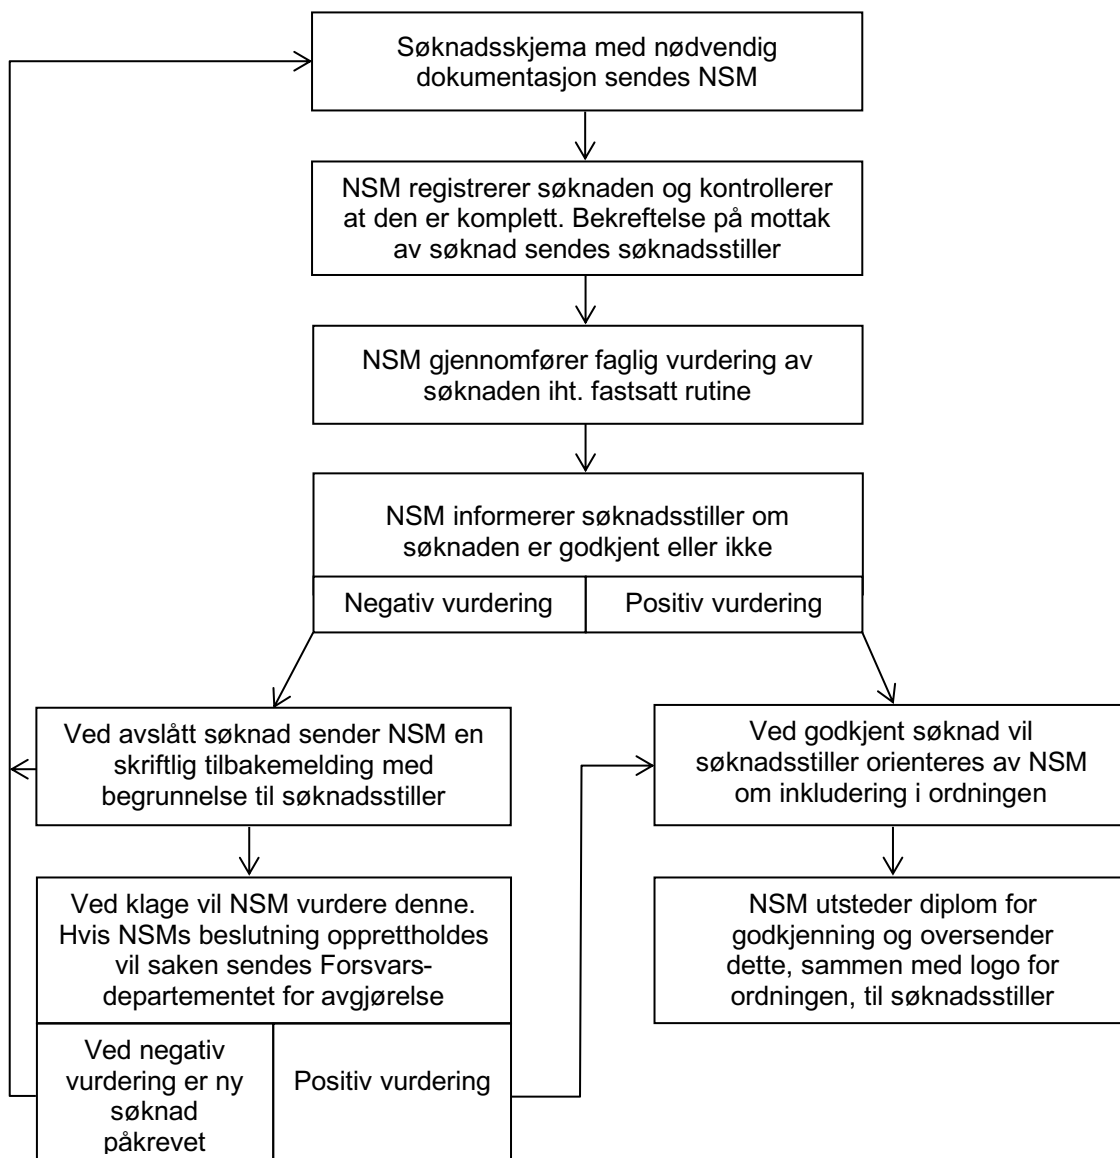 Søknadsskjema med nødvendig
dokumentasjon sendes NSM
NSM registrerer søknaden og kontrollerer
at den er komplett. Bekreftelse på mottak
av søknad sendes søknadsstiller
NSM gjennomfører faglig vurdering av
søknaden iht. fastsatt rutine
NSM informerer søknadsstiller om
søknaden er godkjent eller ikke
Negativ vurdering
Positiv vurdering
Ved avslått søknad sender NSM en
skriftlig tilbakemelding med
begrunnelse til søknadsstiller
Ved godkjent søknad vil
søknadsstiller orienteres av NSM
om inkludering i ordningen
Ved klage vil NSM vurdere denne.
Hvis NSMs beslutning opprettholdes
vil saken sendes Forsvars-
departementet for avgjørelse
NSM utsteder diplom for
godkjenning og oversender
dette, sammen med logo for
ordningen, til søknadsstiller
Ved negativ
vurdering er ny
søknad
påkrevet
Positiv vurdering